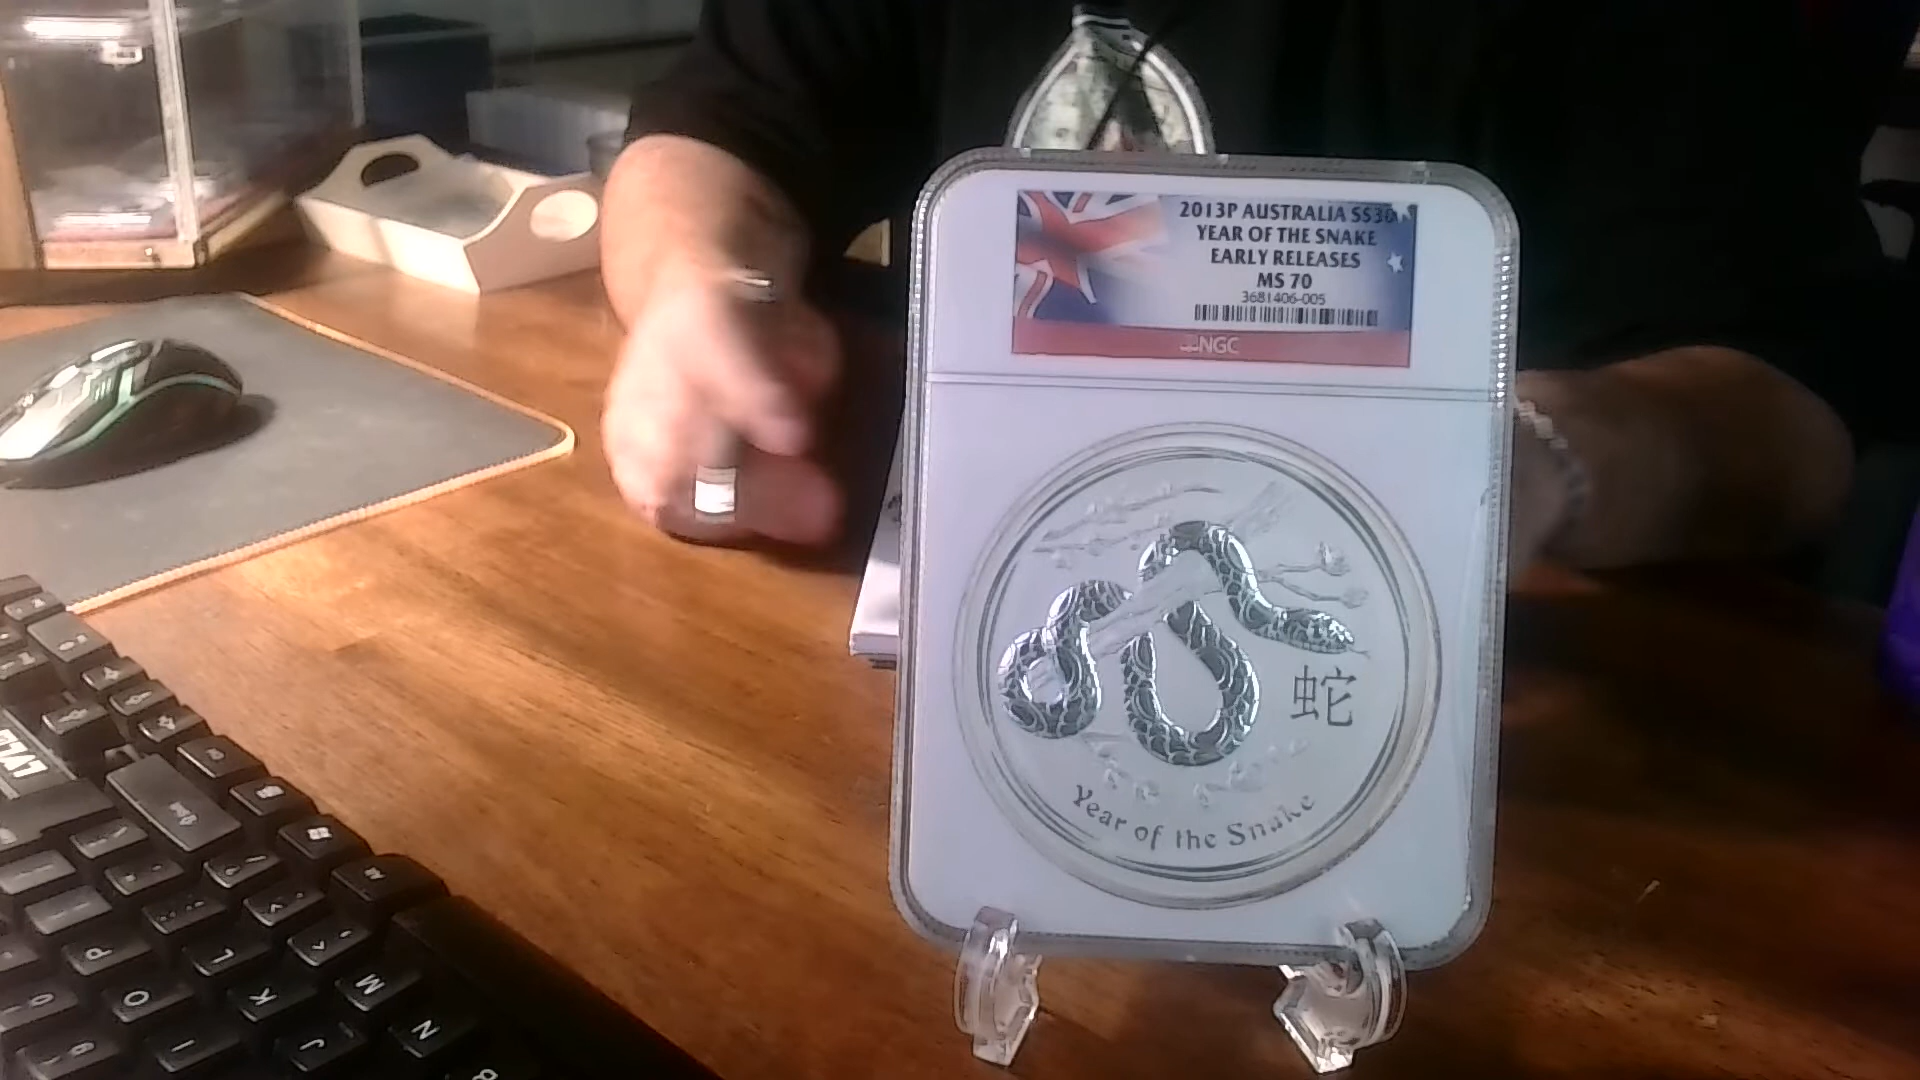 2013P AUSTRALIA S$30
YEAR OF THE SNAKE
EARLY RELEASES
MS 70
3681406-005
NGC
蛇
Year of the Snake
P
L
M
O
K
N
I
J